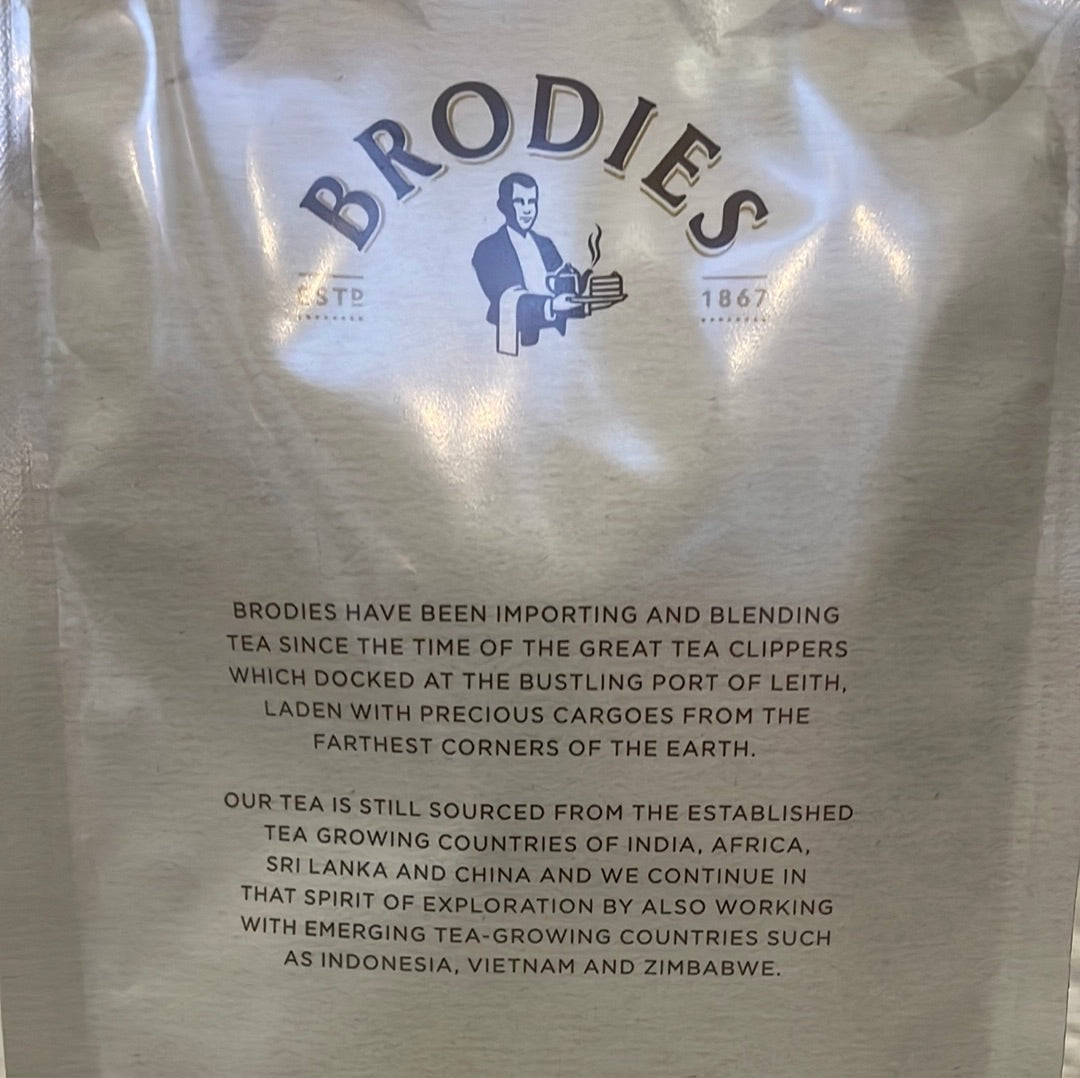 BRODIES
ESTD
1867
BRODIES HAVE BEEN IMPORTING AND BLENDING
TEA SINCE THE TIME OF THE GREAT TEA CLIPPERS
WHICH DOCKED AT THE BUSTLING PORT OF LEITH,
LADEN WITH PRECIOUS CARGOES FROM THE
FARTHEST CORNERS OF THE EARTH.
OUR TEA IS STILL SOURCED FROM THE ESTABLISHED
TEA GROWING COUNTRIES OF INDIA, AFRICA,
SRI LANKA AND CHINA AND WE CONTINUE IN
THAT SPIRIT OF EXPLORATION BY ALSO WORKING
WITH EMERGING TEA-GROWING COUNTRIES SUCH
AS INDONESIA, VIETNAM AND ZIMBABWE.